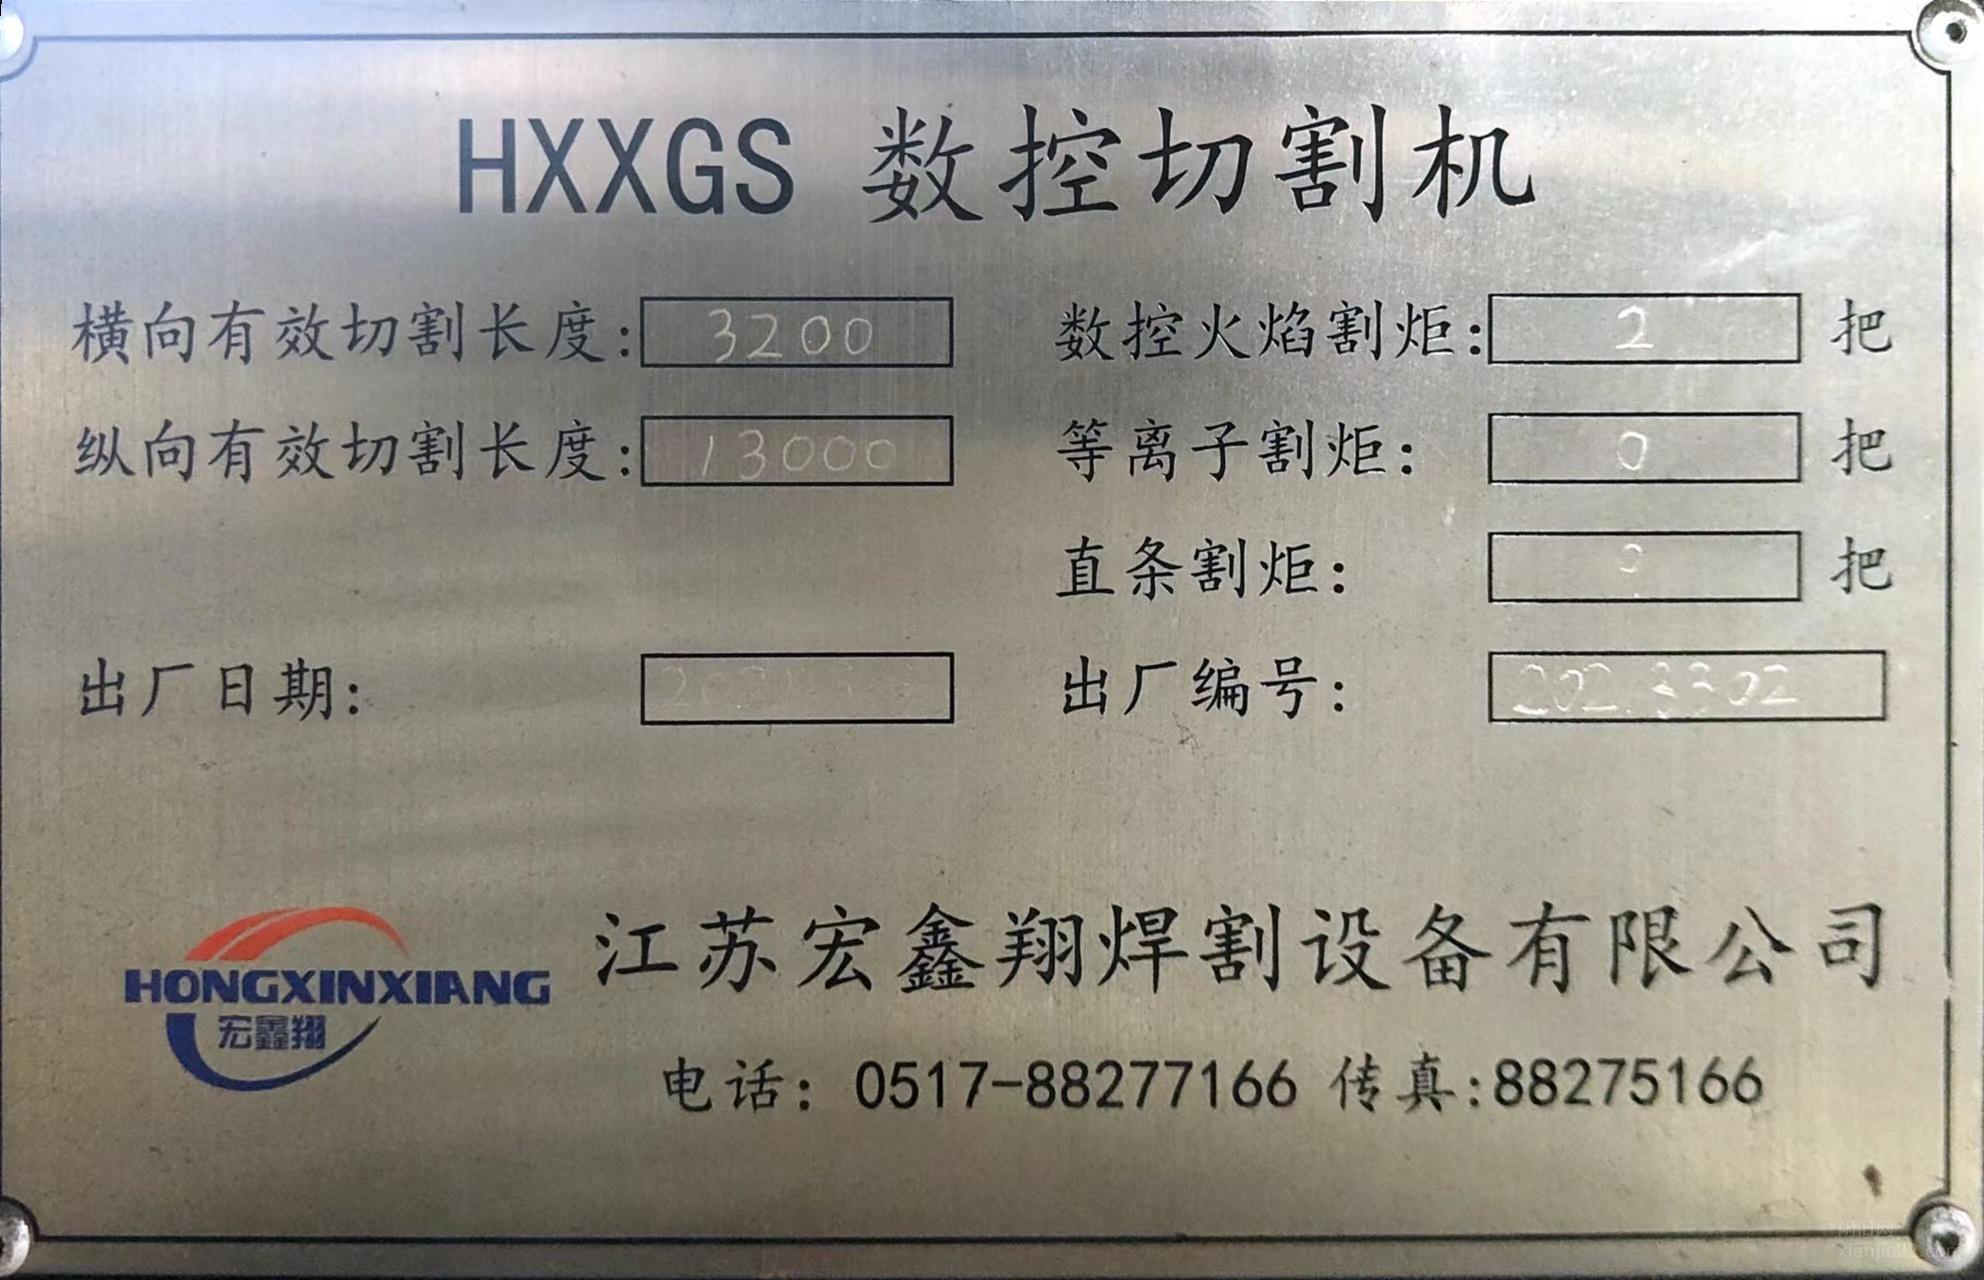 HXXGS 数控切割机
横向有效切割长度: 3200 数控火焰割炬: 2 把
纵向有效切割长度: 13000 等离子割炬: 0 把
直条割炬: 把
出厂日期: 出厂编号:
HONGXINXIANG
宏鑫翔
江苏宏鑫翔焊割设备有限公司
电话: 0517-88277166 传真:88275166